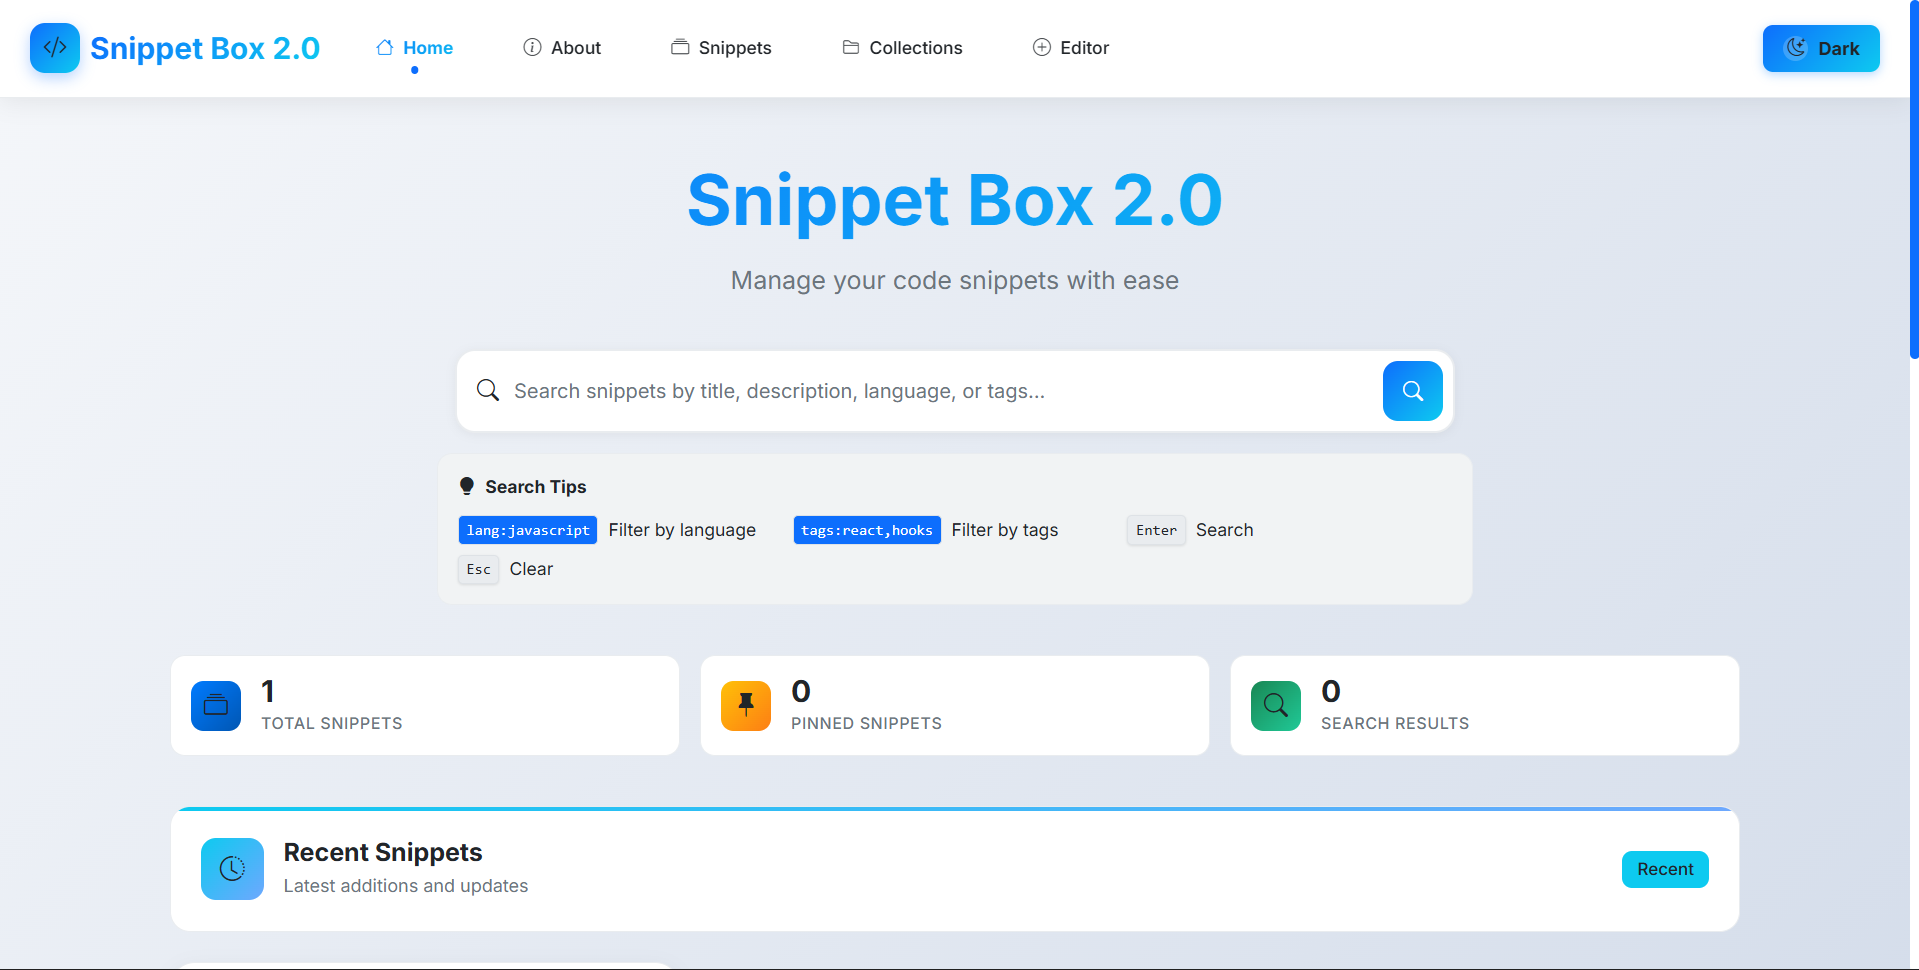 Snippet Box 2.0
Home
About
Snippets
Collections
Editor
Dark
Snippet Box 2.0
Manage your code snippets with ease
Search snippets by title, description, language, or tags...
Search Tips
lang:javascript Filter by language
tags:react,hooks Filter by tags
Enter Search
Esc Clear
1
TOTAL SNIPPETS
0
PINNED SNIPPETS
0
SEARCH RESULTS
Recent Snippets
Latest additions and updates
Recent